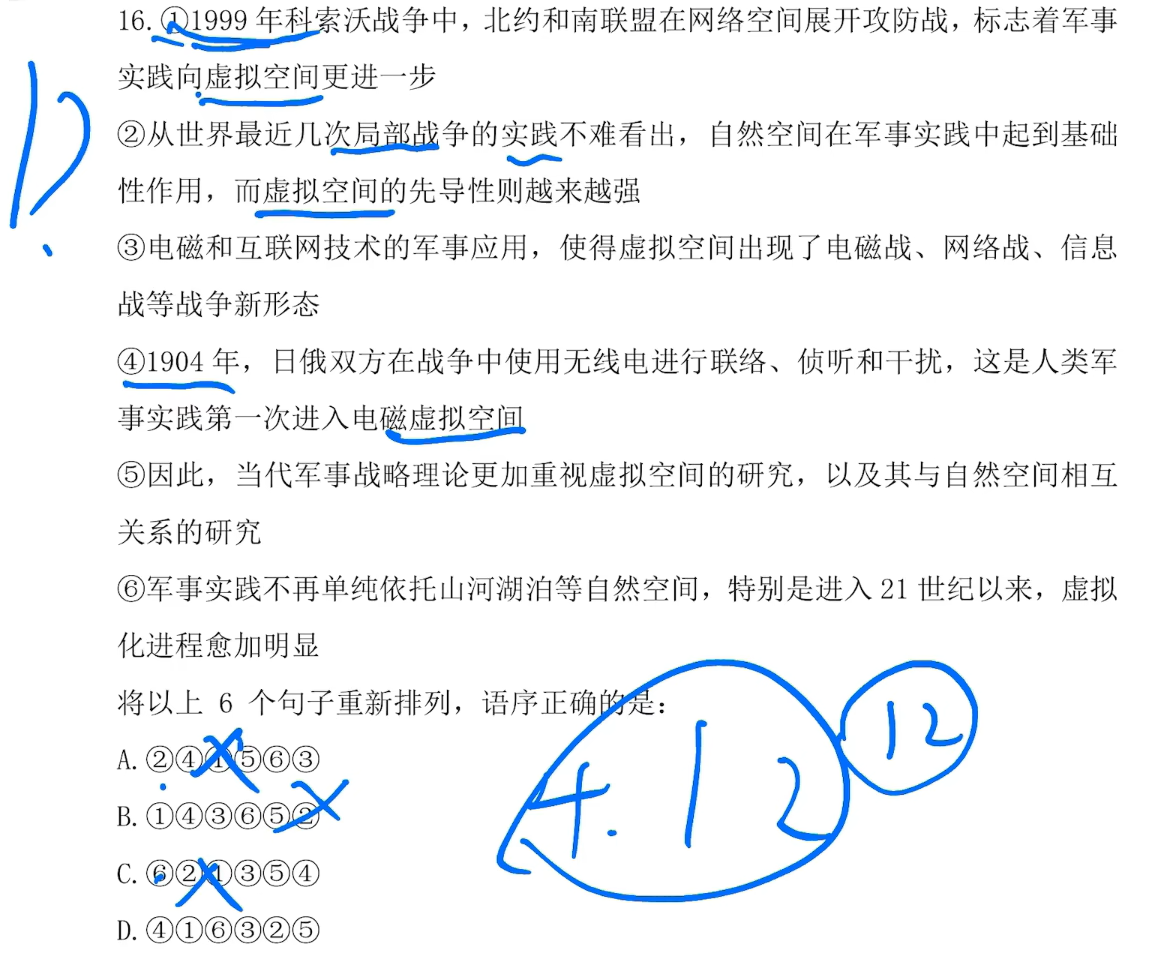 16. ①1999 年科索沃战争中，北约和南联盟在网络空间展开攻防战，标志着军事
实践向虚拟空间更进一步
②从世界最近几次局部战争的实践不难看出，自然空间在军事实践中起到基础
性作用，而虚拟空间的先导性则越来越强
③电磁和互联网技术的军事应用，使得虚拟空间出现了电磁战、网络战、信息
战等战争新形态
④1904 年，日俄双方在战争中使用无线电进行联络、侦听和干扰，这是人类军
事实践第一次进入电磁虚拟空间
⑤因此，当代军事战略理论更加重视虚拟空间的研究，以及其与自然空间相互
关系的研究
⑥军事实践不再单纯依托山河湖泊等自然空间，特别是进入 21 世纪以来，虚拟
化进程愈加明显
将以上 6 个句子重新排列，语序正确的是：
A. ②④①⑤⑥③
B. ①④③⑥⑤②
C. ⑥②①③⑤④
D. ④①⑥③②⑤
4. 1 2
12